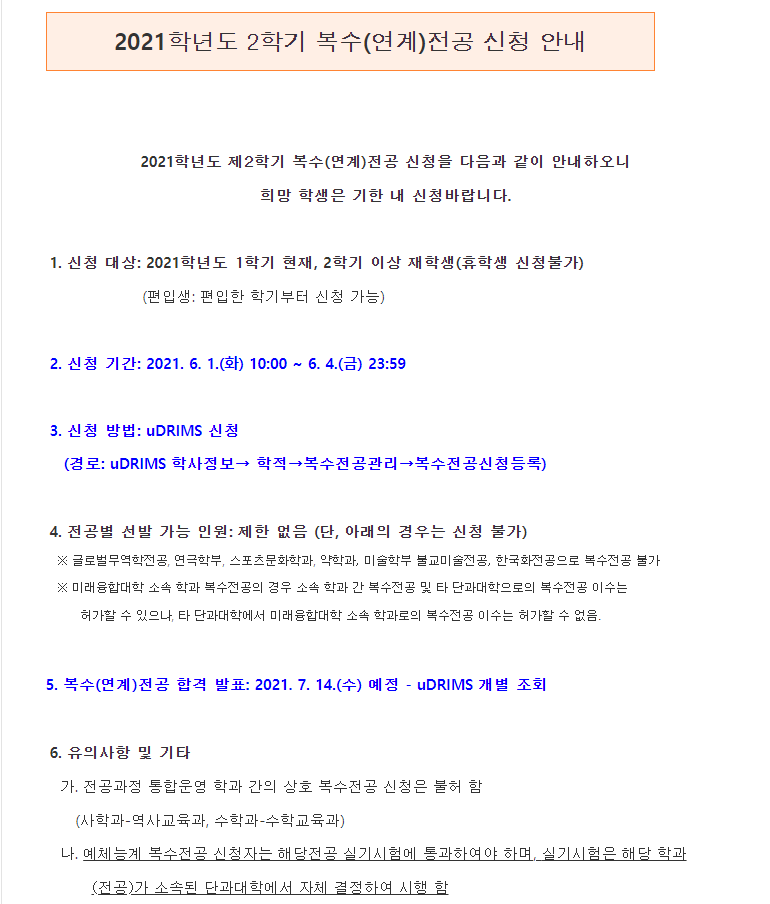 2021학년도 2학기 복수(연계)전공 신청 안내
2021학년도 제2학기 복수(연계)전공 신청을 다음과 같이 안내하오니
희망 학생은 기한 내 신청바랍니다.
1. 신청 대상: 2021학년도 1학기 현재, 2학기 이상 재학생(휴학생 신청불가)
(편입생: 편입한 학기부터 신청 가능)
2. 신청 기간: 2021. 6. 1.(화) 10:00 ~ 6. 4.(금) 23:59
3. 신청 방법: uDRIMS 신청
(경로: uDRIMS 학사정보→ 학적→복수전공관리→복수전공신청등록)
4. 전공별 선발 가능 인원: 제한 없음 (단, 아래의 경우는 신청 불가)
※ 글로벌무역학전공, 연극학부, 스포츠문화학과, 약학과, 미술학부 불교미술전공, 한국화전공으로 복수전공 불가
※ 미래융합대학 소속 학과 복수전공의 경우 소속 학과 간 복수전공 및 타 단과대학으로의 복수전공 이수는
허가할 수 있으나, 타 단과대학에서 미래융합대학 소속 학과로의 복수전공 이수는 허가할 수 없음.
5. 복수(연계)전공 합격 발표: 2021. 7. 14.(수) 예정 - uDRIMS 개별 조회
6. 유의사항 및 기타
가. 전공과정 통합운영 학과 간의 상호 복수전공 신청은 불허 함
(사학과-역사교육과, 수학과-수학교육과)
나. 예체능계 복수전공 신청자는 해당전공 실기시험에 통과하여야 하며, 실기시험은 해당 학과
(전공)가 소속된 단과대학에서 자체 결정하여 시행 함